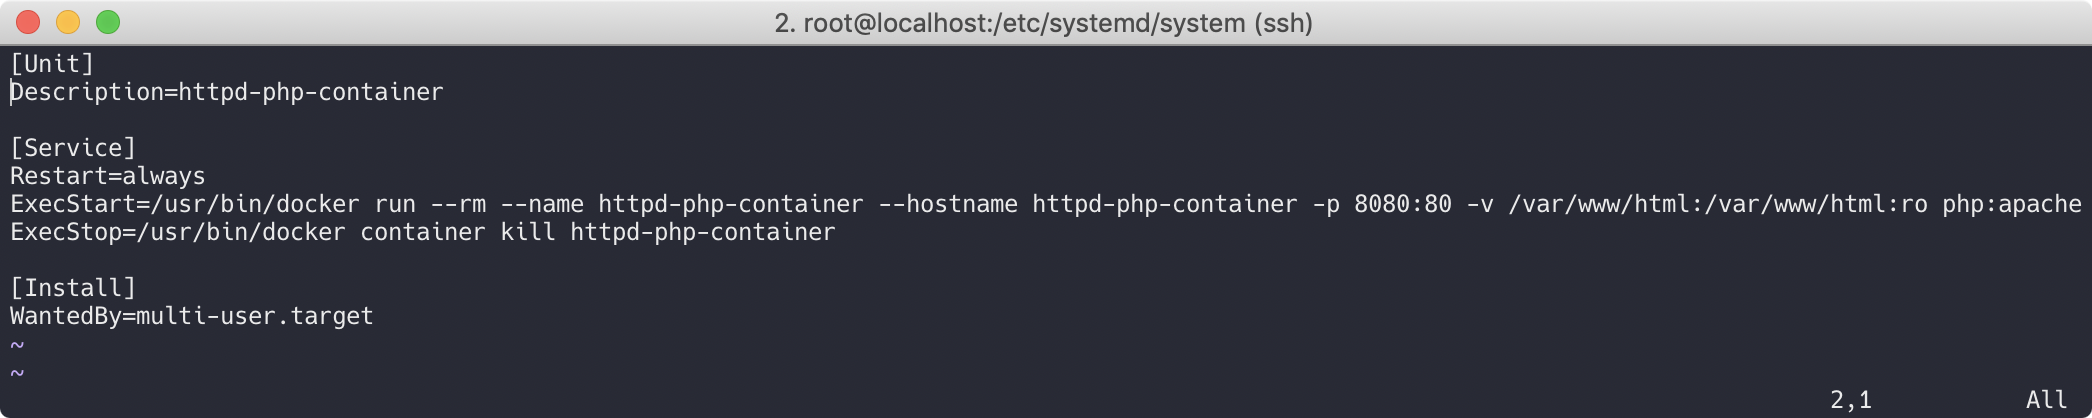 2. root@localhost:/etc/systemd/system (ssh)
[Unit]
Description=httpd-php-container
[Service]
Restart=always
ExecStart=/usr/bin/docker run --rm --name httpd-php-container --hostname httpd-php-container -p 8080:80 -v /var/www/html:/var/www/html:ro php:apache
ExecStop=/usr/bin/docker container kill httpd-php-container
[Install]
WantedBy=multi-user.target
~
~
2,1 All